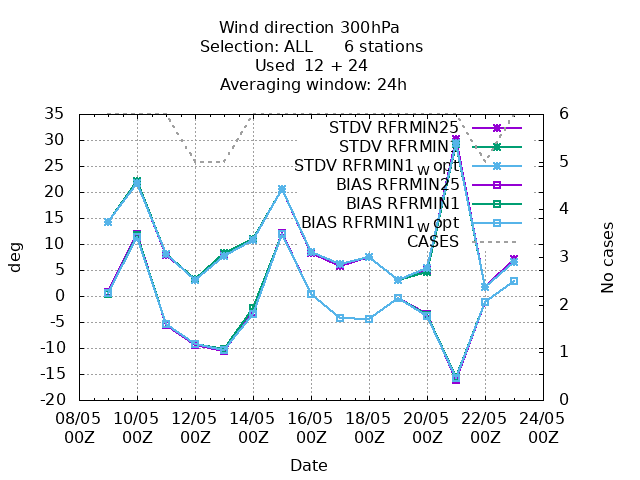 Wind direction 300hPa
Selection: ALL 6 stations
Used 12 + 24
Averaging window: 24h
STDV RFRMIN25
STDV RFRMIN1
STDV RFRMIN1w opt
BIAS RFRMIN25
BIAS RFRMIN1
BIAS RFRMIN1w opt
CASES
deg
35
30
25
20
15
10
5
0
-5
-10
-15
-20
No cases
6
5
4
3
2
1
0
08/05 10/05 12/05 14/05 16/05 18/05 20/05 22/05 24/05
00Z 00Z 00Z 00Z 00Z 00Z 00Z 00Z 00Z
Date